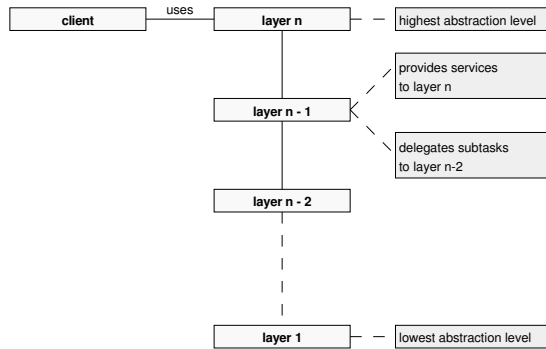 client
uses
layer n
highest abstraction level
provides services
to layer n
layer n - 1
delegates subtasks
to layer n-2
layer n - 2
layer 1
lowest abstraction level